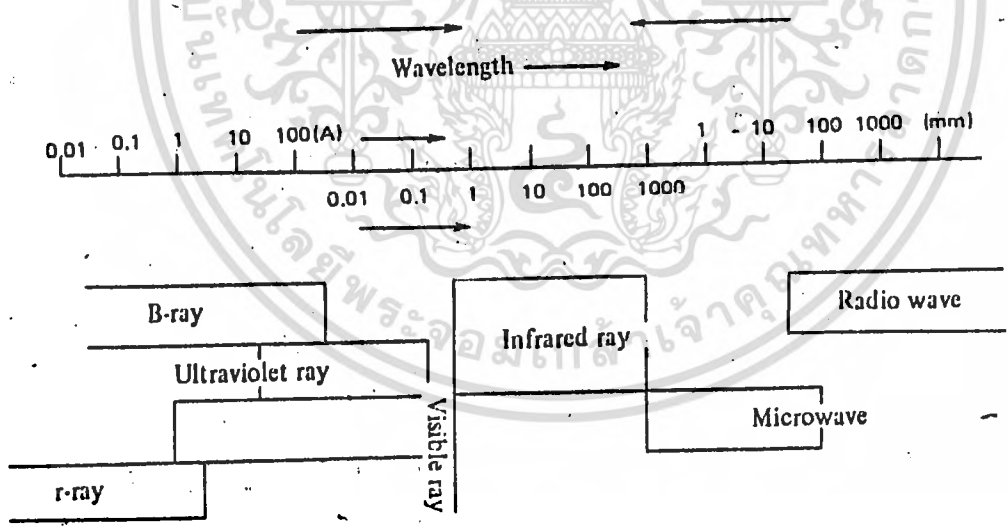 Wavelength
0.01 0.1 1 10 100(A) 1 10 100 1000 (mm)
0.01 0.1 1 10 100 1000
B-ray
Infrared ray
Radio wave
Ultraviolet ray
Visible ray
Microwave
r-ray